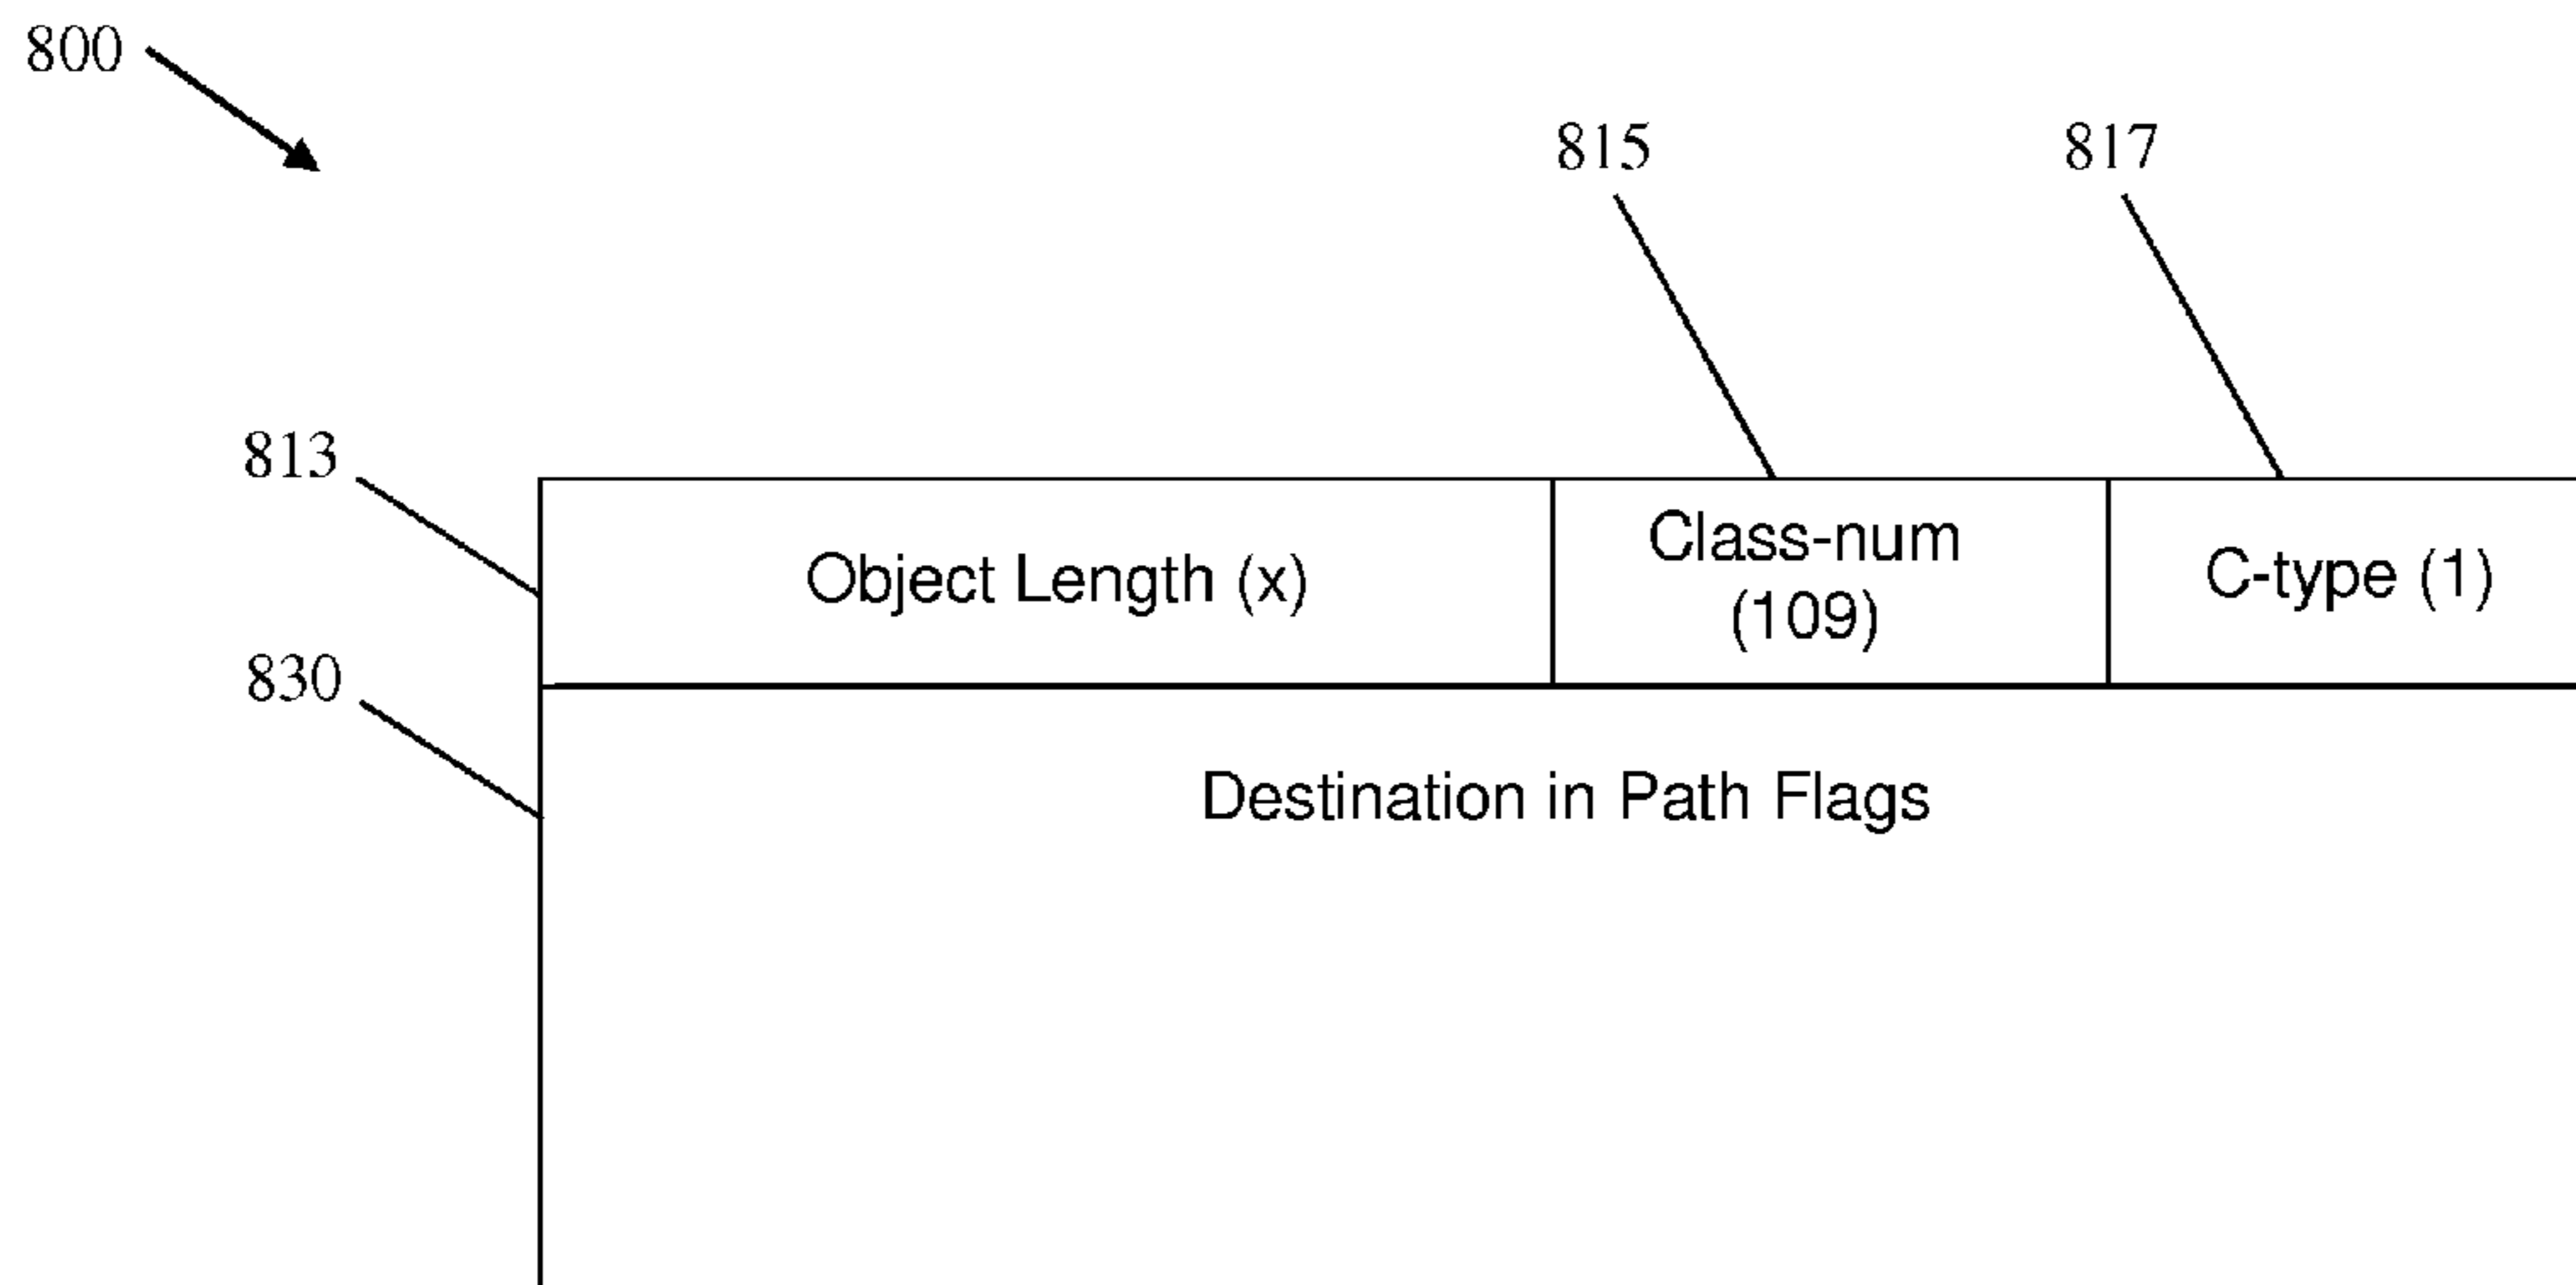 800
815
817
813
Object Length (x)
Class-num
(109)
C-type (1)
830
Destination in Path Flags